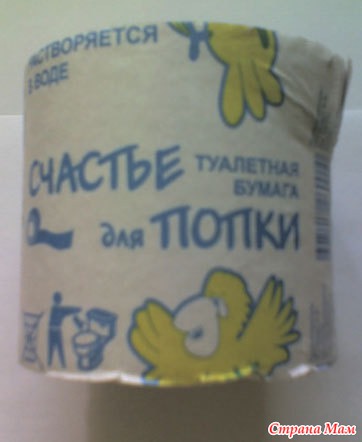 РАСТВОРЯЕТСЯ
В ВОДЕ
СЧАСТЬЕ
ТУАЛЕТНАЯ
БУМАГА
для ПОПКИ
Страна Мам